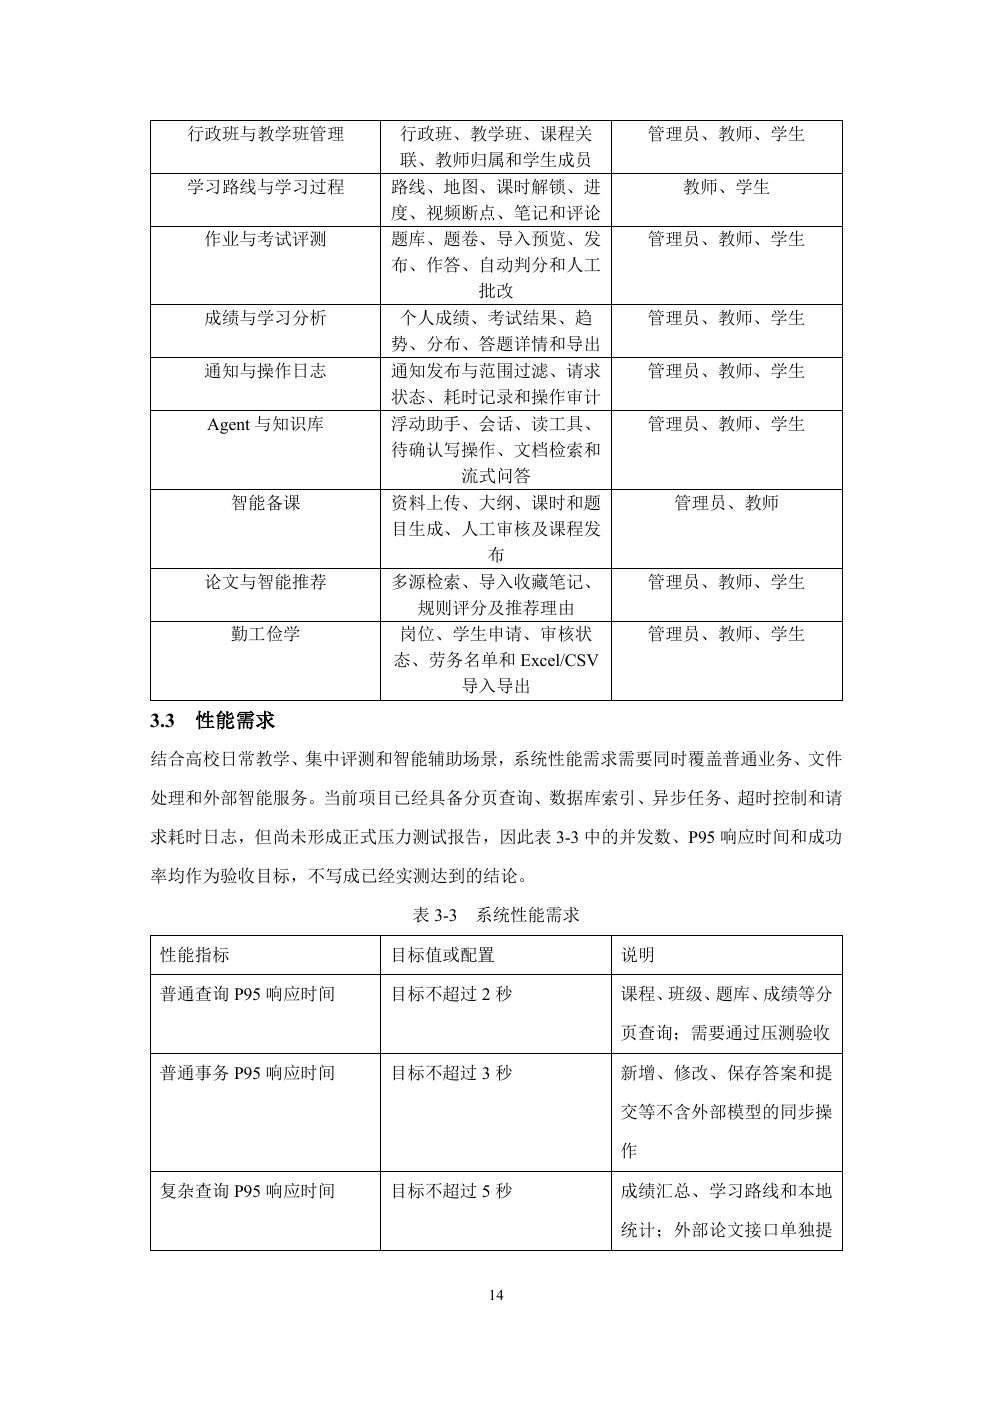 行政班与教学班管理
行政班、教学班、课程关
联、教师归属和学生成员
管理员、教师、学生
学习路线与学习过程
路线、地图、课时解锁、进
度、视频断点、笔记和评论
教师、学生
作业与考试评测
题库、题卷、导入预览、发
布、作答、自动判分和人工
批改
管理员、教师、学生
成绩与学习分析
个人成绩、考试结果、趋
势、分布、答题详情和导出
管理员、教师、学生
通知与操作日志
通知发布与范围过滤、请求
状态、耗时记录和操作审计
管理员、教师、学生
Agent 与知识库
浮动助手、会话、读工具、
待确认写操作、文档检索和
流式问答
管理员、教师、学生
智能备课
资料上传、大纲、课时和题
目生成、人工审核及课程发
布
管理员、教师
论文与智能推荐
多源检索、导入收藏笔记、
规则评分及推荐理由
管理员、教师、学生
勤工俭学
岗位、学生申请、审核状
态、劳务名单和 Excel/CSV
导入导出
管理员、教师、学生
3.3 性能需求
结合高校日常教学、集中评测和智能辅助场景，系统性能需求需要同时覆盖普通业务、文件
处理和外部智能服务。当前项目已经具备分页查询、数据库索引、异步任务、超时控制和请
求耗时日志，但尚未形成正式压力测试报告，因此表 3-3 中的并发数、P95 响应时间和成功
率均作为验收目标，不写成已经实测达到的结论。
表 3-3 系统性能需求
性能指标
目标值或配置
说明
普通查询 P95 响应时间
目标不超过 2 秒
课程、班级、题库、成绩等分
页查询；需要通过压测验收
普通事务 P95 响应时间
目标不超过 3 秒
新增、修改、保存答案和提
交等不含外部模型的同步操
作
复杂查询 P95 响应时间
目标不超过 5 秒
成绩汇总、学习路线和本地
统计；外部论文接口单独提
14